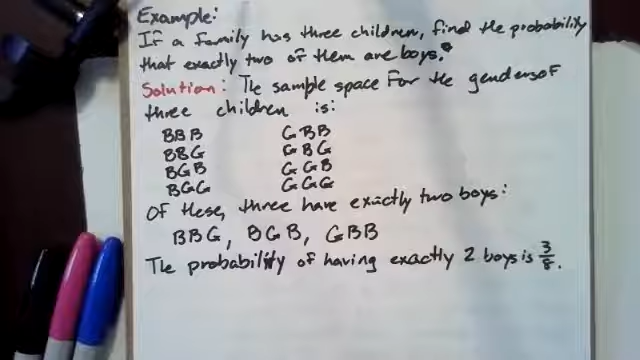 Example:
If a family has three children, find the probability
that exactly two of them are boys.
Solution: The sample space for the genders of
three children is:
BBB GBB
BBG GBG
BGB GGB
BGG GGG
Of these, three have exactly two boys:
BBG, BGB, GBB
The probability of having exactly 2 boys is 3/8.